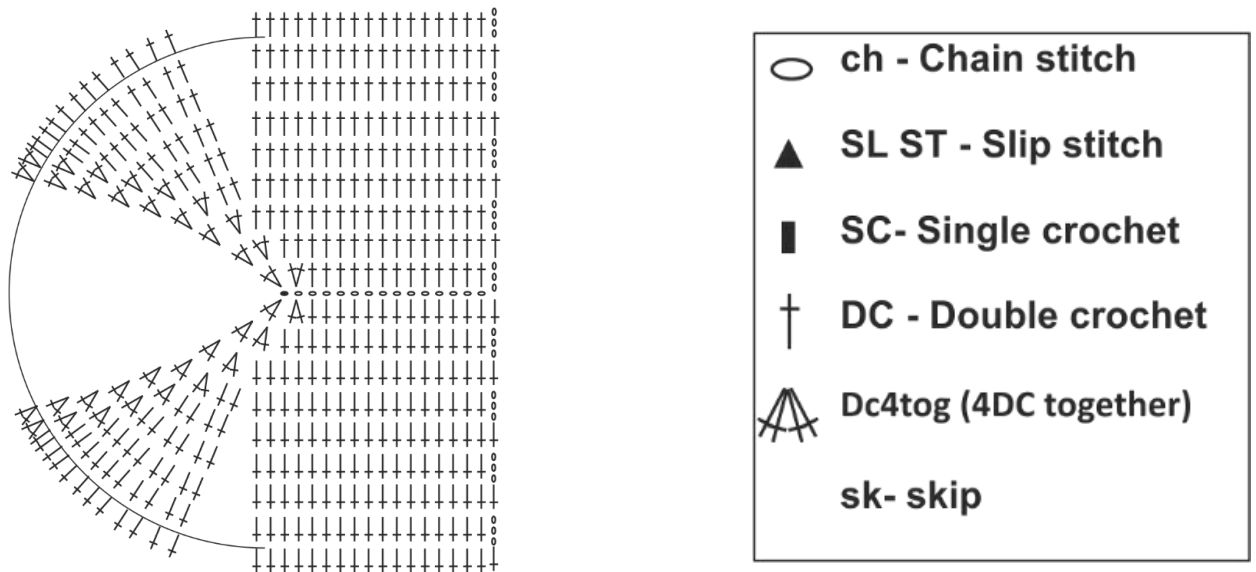 ch - Chain stitch
SL ST - Slip stitch
SC- Single crochet
DC - Double crochet
Dc4tog (4DC together)
sk- skip